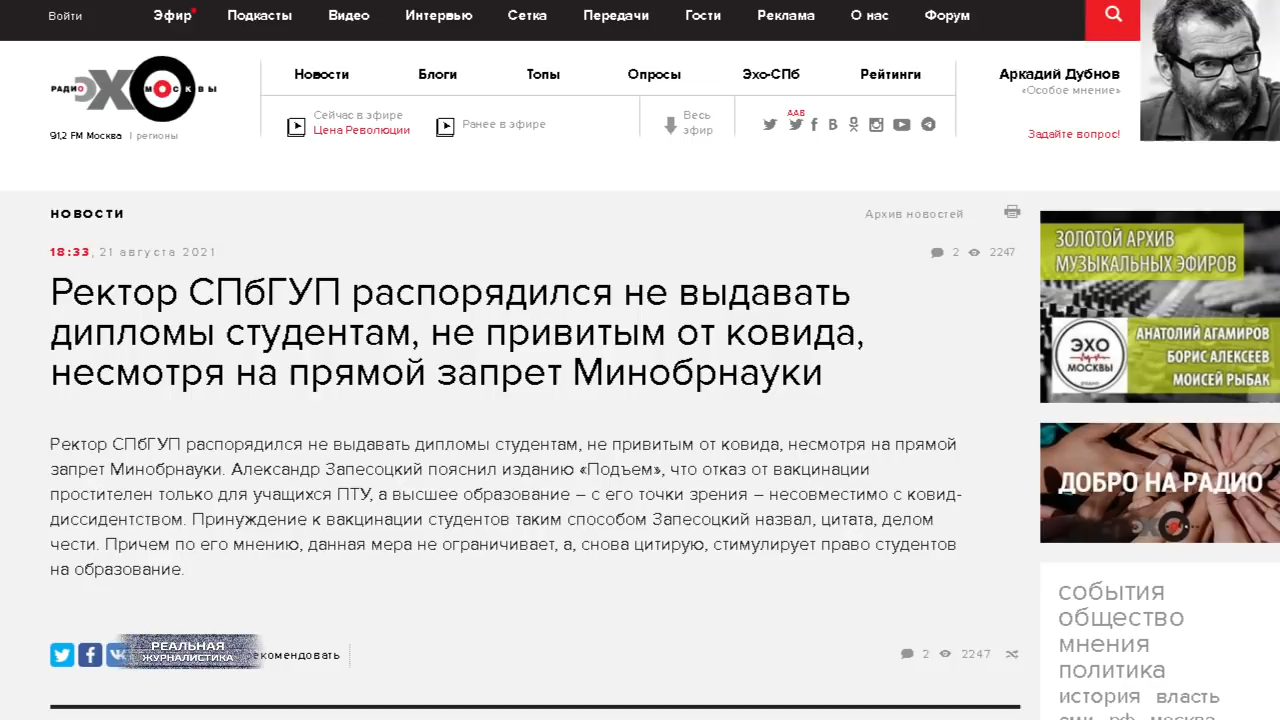 Войти Эфир Подкасты Видео Интервью Сетка Передачи Гости Реклама О нас Форум
РАДИО ЭХО МОСКВЫ
91,2 FM Москва | регионы
Новости Блоги Топы Опросы Эхо-СПб Рейтинги
Сейчас в эфире
Цена Революции
Ранее в эфире
Весь
эфир
ААВ
Аркадий Дубнов
«Особое мнение»
Задайте вопрос!
НОВОСТИ
Архив новостей
18:33, 21 августа 2021
2 2247
Ректор СПбГУП распорядился не выдавать
дипломы студентам, не привитым от ковида,
несмотря на прямой запрет Минобрнауки
Ректор СПбГУП распорядился не выдавать дипломы студентам, не привитым от ковида, несмотря на прямой
запрет Минобрнауки. Александр Запесоцкий пояснил изданию «Подъем», что отказ от вакцинации
простителен только для учащихся ПТУ, а высшее образование – с его точки зрения – несовместимо с ковид-
диссидентством. Принуждение к вакцинации студентов таким способом Запесоцкий назвал, цитата, делом
чести. Причем по его мнению, данная мера не ограничивает, а, снова цитирую, стимулирует право студентов
на образование.
РЕАЛЬНАЯ
ЖУРНАЛИСТИКА
екомендовать
2 2247
ЗОЛОТОЙ АРХИВ
МУЗЫКАЛЬНЫХ ЭФИРОВ
ЭХО
МОСКВЫ
АНАТОЛИЙ АГАМИРОВ
БОРИС АЛЕКСЕЕВ
МОИСЕЙ РЫБАК
ДОБРО НА РАДИО
события
общество
мнения
политика
история власть
сми рф москва